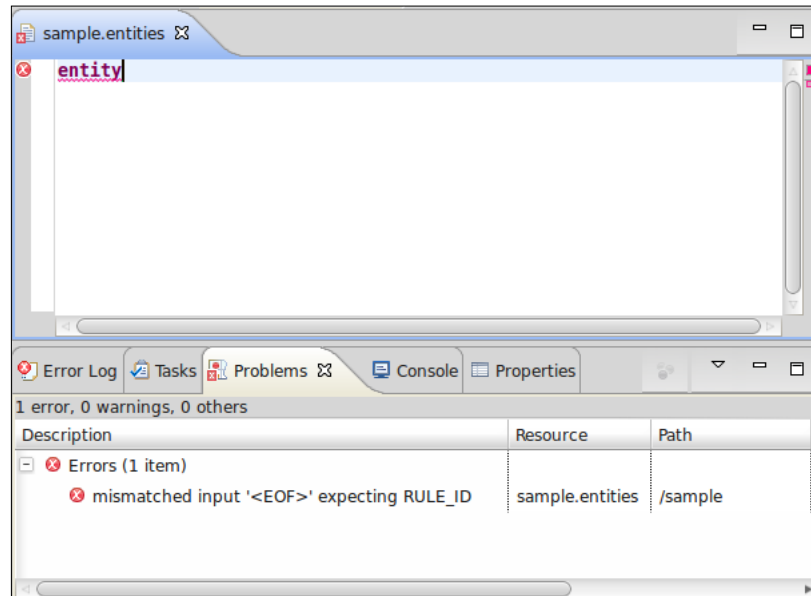 sample.entities
entity
Error Log Tasks Problems Console Properties
1 error, 0 warnings, 0 others
Description Resource Path
Errors (1 item)
mismatched input '<EOF>' expecting RULE_ID sample.entities /sample